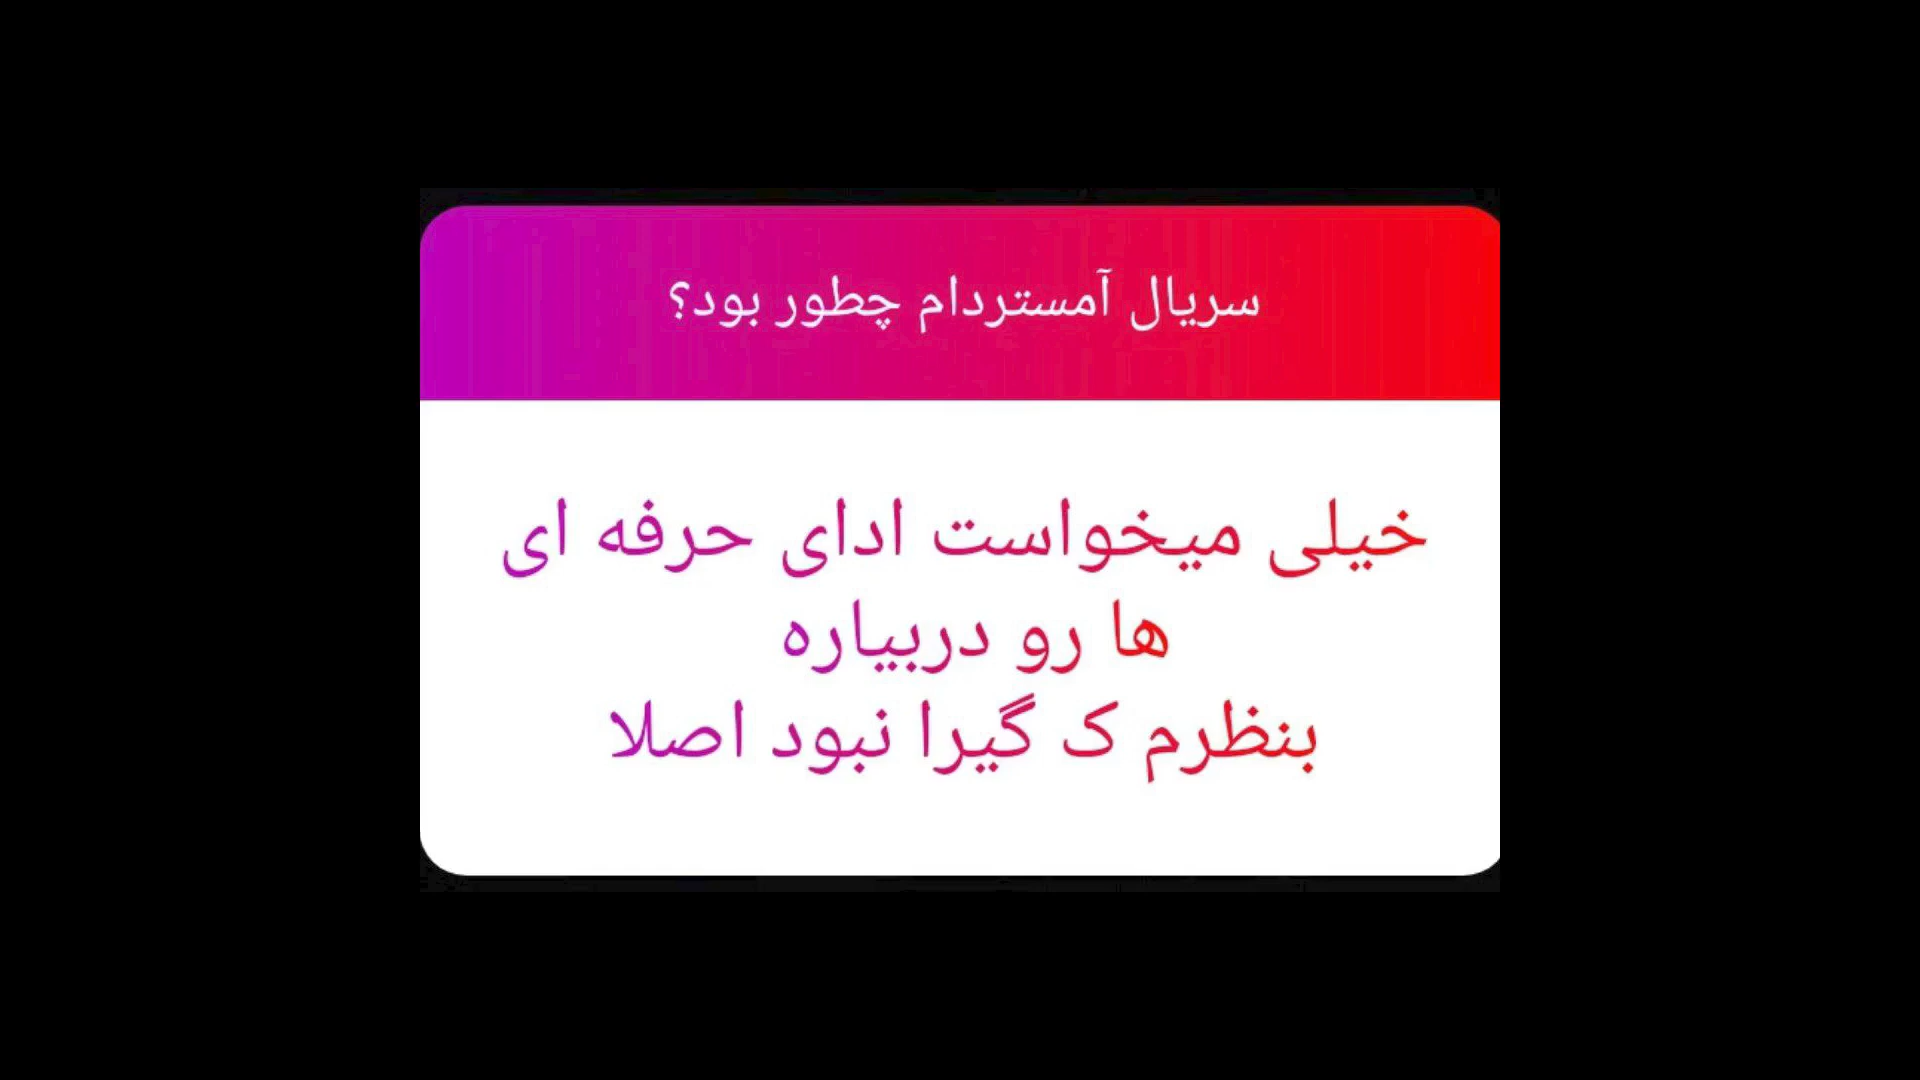 سریال آمستردام چطور بود؟
خیلی میخواست ادای حرفه ای
ها رو دربیاره
بنظرم ک گیرا نبود اصلا